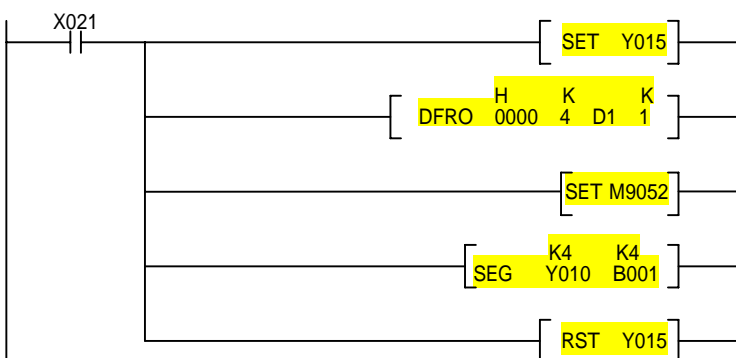 X021
SET Y015
H K K
DFRO 0000 4 D1 1
SET M9052
K4 K4
SEG Y010 B001
RST Y015